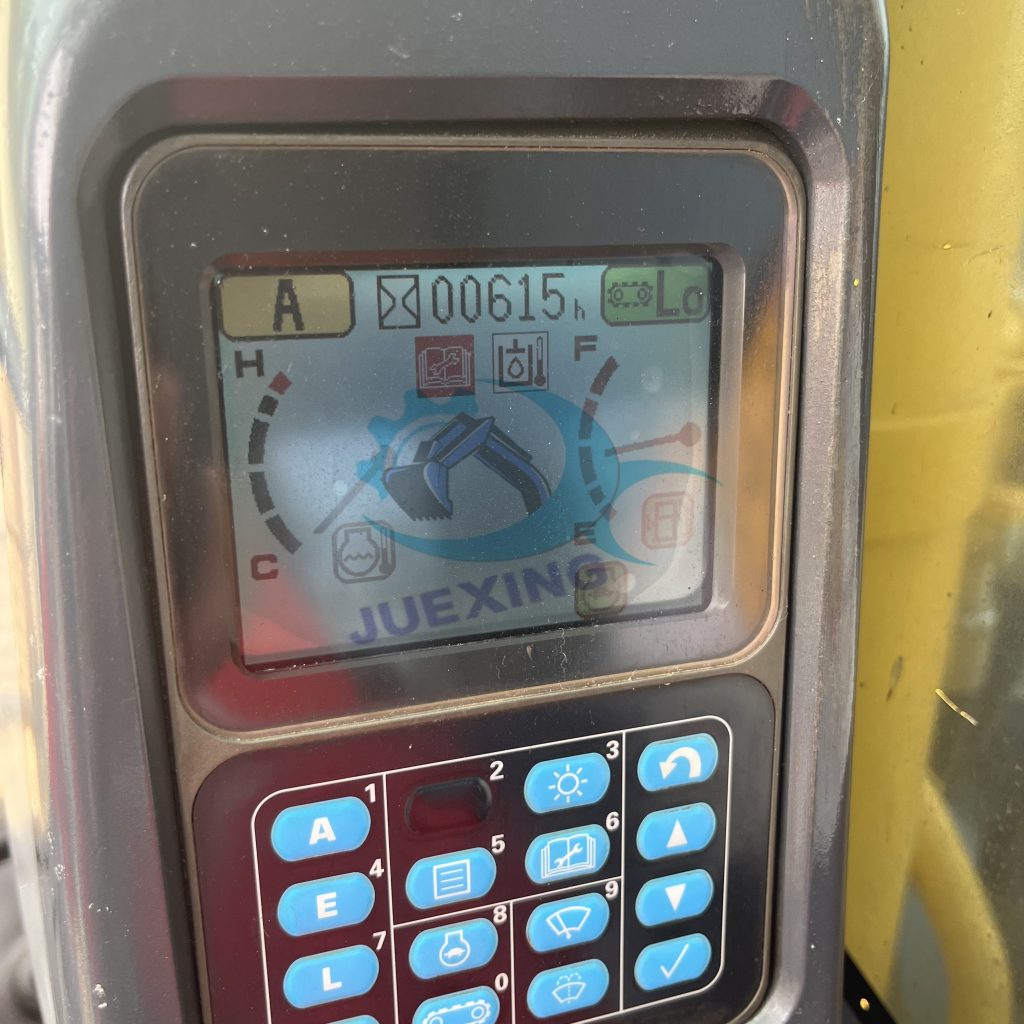 A 00615h Lo
H F
C E
JUEXING
1 2 3
A
4 5 6
E
7 8 9
L
0